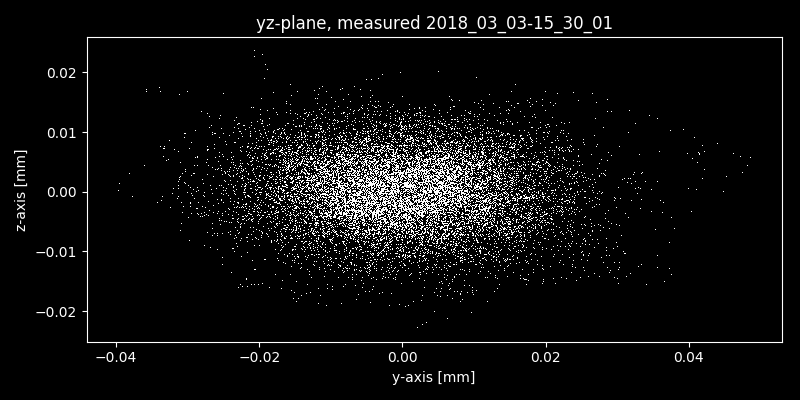 yz-plane, measured 2018_03_03-15_30_01
0.02
0.01
0.00
−0.01
−0.02
z-axis [mm]
−0.04 −0.02 0.00 0.02 0.04
y-axis [mm]